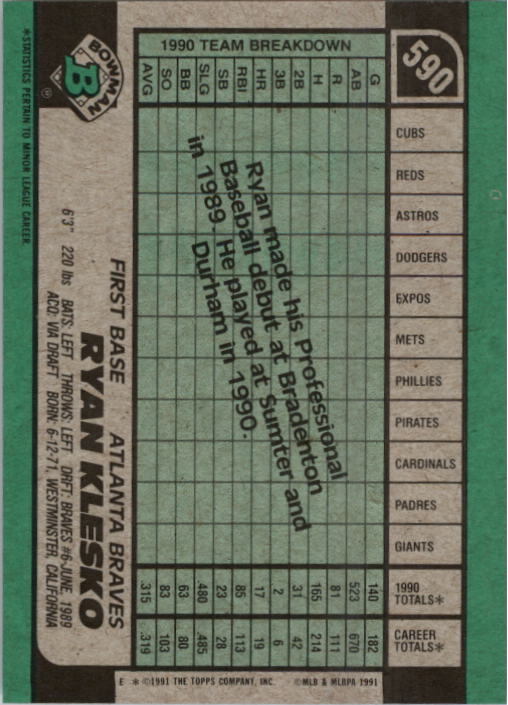 590
1990 TEAM BREAKDOWN
G AB R H 2B 3B HR RBI SB SLG BB SO AVG
CUBS
REDS
ASTROS
DODGERS
EXPOS
METS
PHILLIES
PIRATES
CARDINALS
PADRES
GIANTS
1990 TOTALS* 140 523 81 165 31 2 17 85 23 .480 63 83 .315
CAREER TOTALS* 182 670 111 214 42 6 19 113 28 .485 80 103 .319
Ryan made his Professional
Baseball debut at Bradenton
in 1989. He played at Sumter and
Durham in 1990.
FIRST BASE ATLANTA BRAVES
RYAN KLESKO
6'3" 220 lbs BATS: LEFT THROWS: LEFT DRFT: BRAVES #6-JUNE, 1989
ACQ: VIA DRAFT BORN: 6-12-71, WESTMINSTER, CALIFORNIA
BOWMAN
B
*STATISTICS PERTAIN TO MINOR LEAGUE CAREER.
E * ©1991 THE TOPPS COMPANY, INC. ©MLB & MLBPA 1991